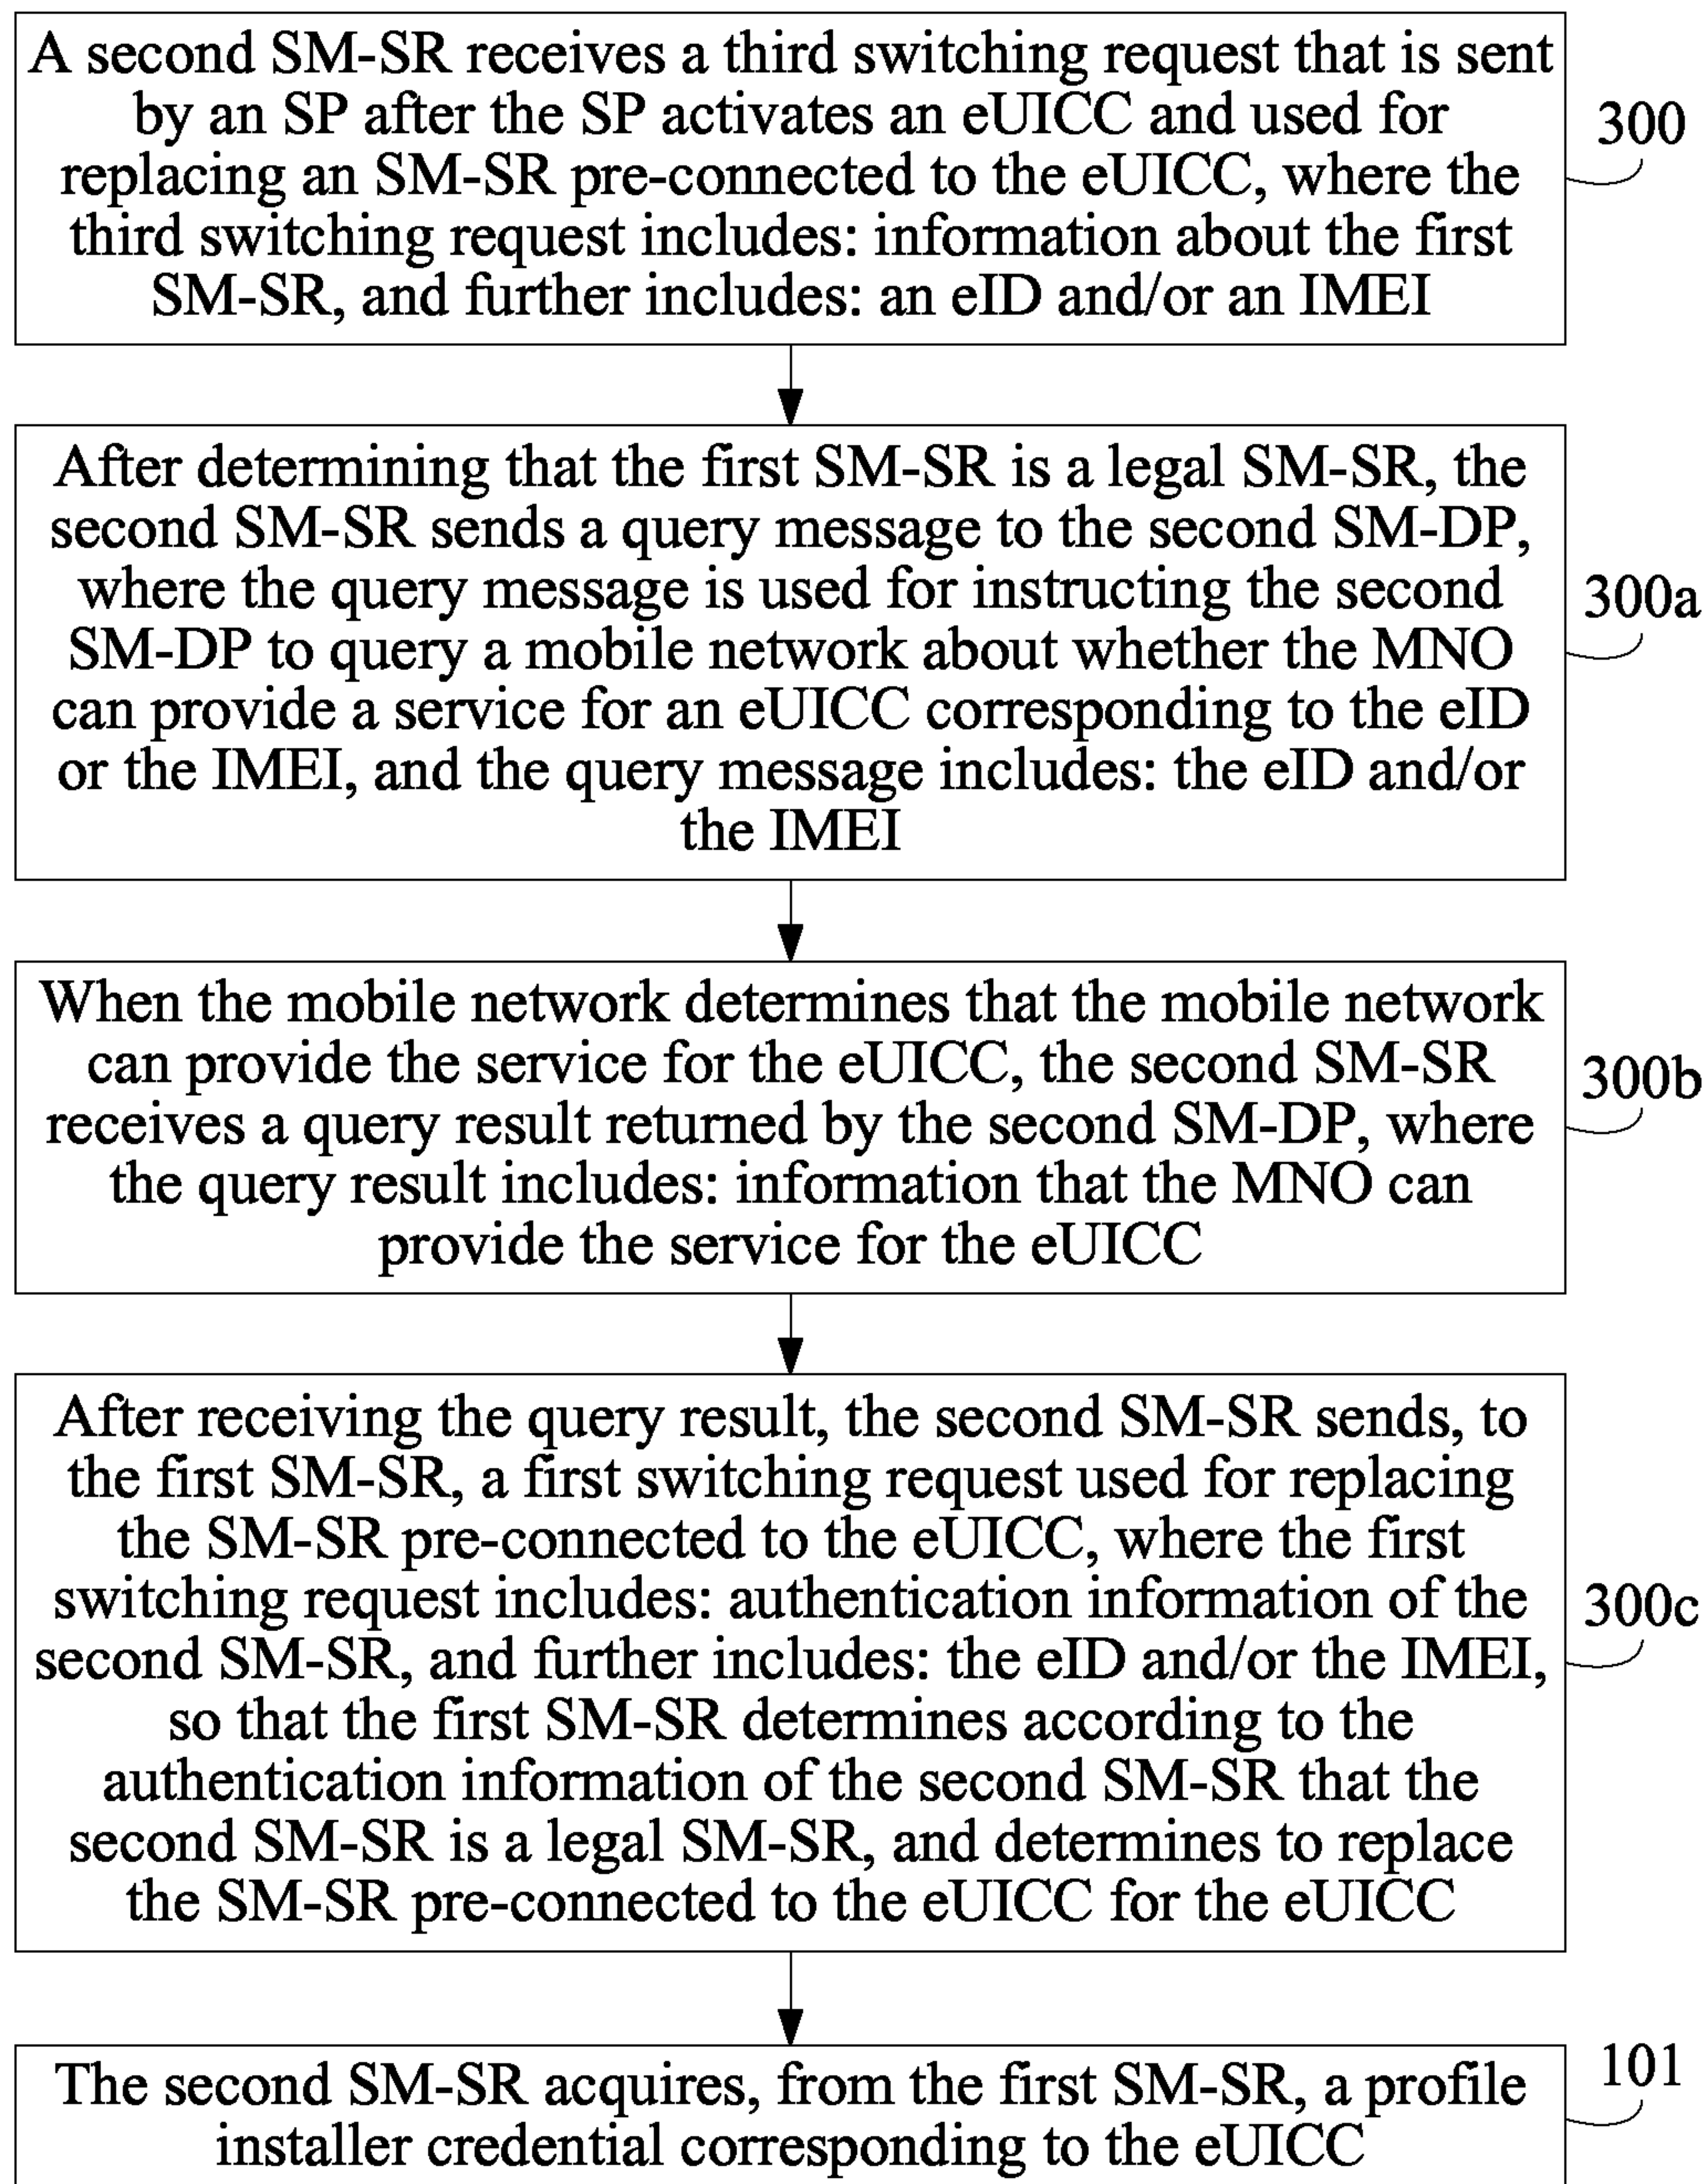 A second SM-SR receives a third switching request that is sent
by an SP after the SP activates an eUICC and used for
replacing an SM-SR pre-connected to the eUICC, where the
third switching request includes: information about the first
SM-SR, and further includes: an eID and/or an IMEI
300
After determining that the first SM-SR is a legal SM-SR, the
second SM-SR sends a query message to the second SM-DP,
where the query message is used for instructing the second
SM-DP to query a mobile network about whether the MNO
can provide a service for an eUICC corresponding to the eID
or the IMEI, and the query message includes: the eID and/or
the IMEI
300a
When the mobile network determines that the mobile network
can provide the service for the eUICC, the second SM-SR
receives a query result returned by the second SM-DP, where
the query result includes: information that the MNO can
provide the service for the eUICC
300b
After receiving the query result, the second SM-SR sends, to
the first SM-SR, a first switching request used for replacing
the SM-SR pre-connected to the eUICC, where the first
switching request includes: authentication information of the
second SM-SR, and further includes: the eID and/or the IMEI,
so that the first SM-SR determines according to the
authentication information of the second SM-SR that the
second SM-SR is a legal SM-SR, and determines to replace
the SM-SR pre-connected to the eUICC for the eUICC
300c
The second SM-SR acquires, from the first SM-SR, a profile
installer credential corresponding to the eUICC
101